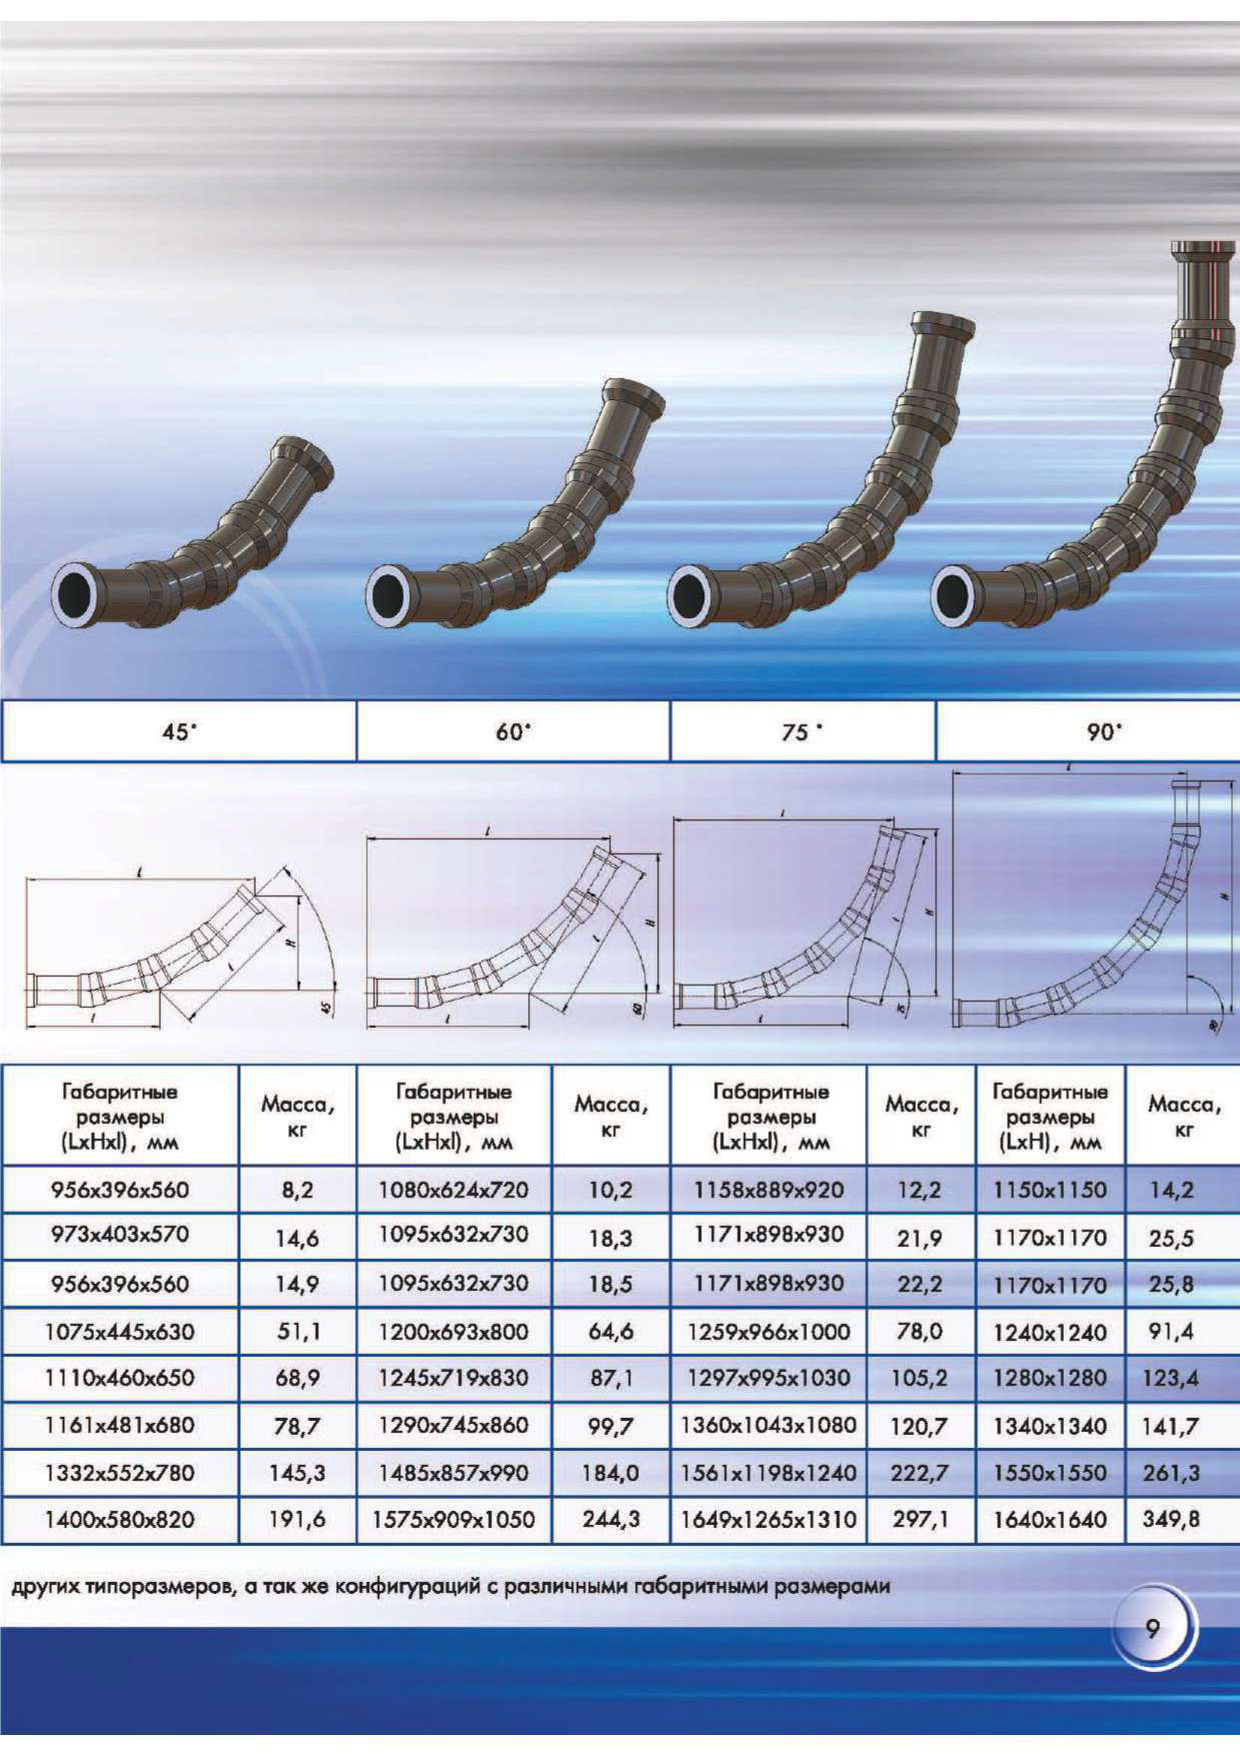 45° 60° 75° 90°
L L L L
H H H H
l l l
l l l
45 60 75 90
Габаритные размеры (LxHxl), мм Масса, кг Габаритные размеры (LxHxl), мм Масса, кг Габаритные размеры (LxHxl), мм Масса, кг Габаритные размеры (LxH), мм Масса, кг
956x396x560 8,2 1080x624x720 10,2 1158x889x920 12,2 1150x1150 14,2
973x403x570 14,6 1095x632x730 18,3 1171x898x930 21,9 1170x1170 25,5
956x396x560 14,9 1095x632x730 18,5 1171x898x930 22,2 1170x1170 25,8
1075x445x630 51,1 1200x693x800 64,6 1259x966x1000 78,0 1240x1240 91,4
1110x460x650 68,9 1245x719x830 87,1 1297x995x1030 105,2 1280x1280 123,4
1161x481x680 78,7 1290x745x860 99,7 1360x1043x1080 120,7 1340x1340 141,7
1332x552x780 145,3 1485x857x990 184,0 1561x1198x1240 222,7 1550x1550 261,3
1400x580x820 191,6 1575x909x1050 244,3 1649x1265x1310 297,1 1640x1640 349,8
других типоразмеров, а так же конфигураций с различными габаритными размерами
9